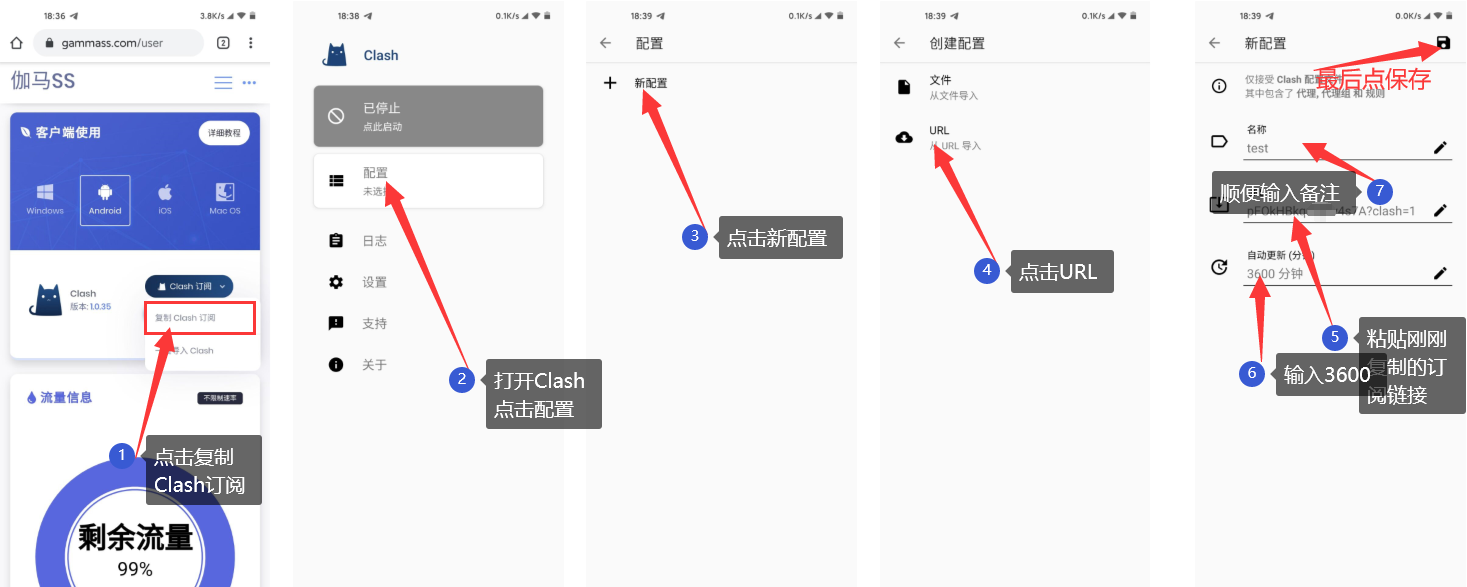 18:36
3.8K/s
gammass.com/user
2
伽马SS
客户端使用
详细教程
Windows
Android
iOS
Mac OS
Clash
版本: 1.0.35
Clash 订阅
复制 Clash 订阅
导入 Clash
流量信息
不限制速率
1
点击复制
Clash订阅
剩余流量
99%
18:38
0.1K/s
Clash
已停止
点此启动
配置
未选
日志
设置
支持
关于
2
打开Clash
点击配置
18:39
0.1K/s
配置
新配置
3
点击新配置
18:39
0.1K/s
创建配置
文件
从文件导入
URL
从 URL 导入
4
点击URL
18:39
0.0K/s
新配置
最后点保存
仅接受 Clash 配置文件
其中包含了 代理, 代理组 和 规则
名称
test
7
顺便输入备注
4s7A?clash=1
自动更新 (分钟)
3600 分钟
5
粘贴刚刚
复制的订
阅链接
6
输入3600